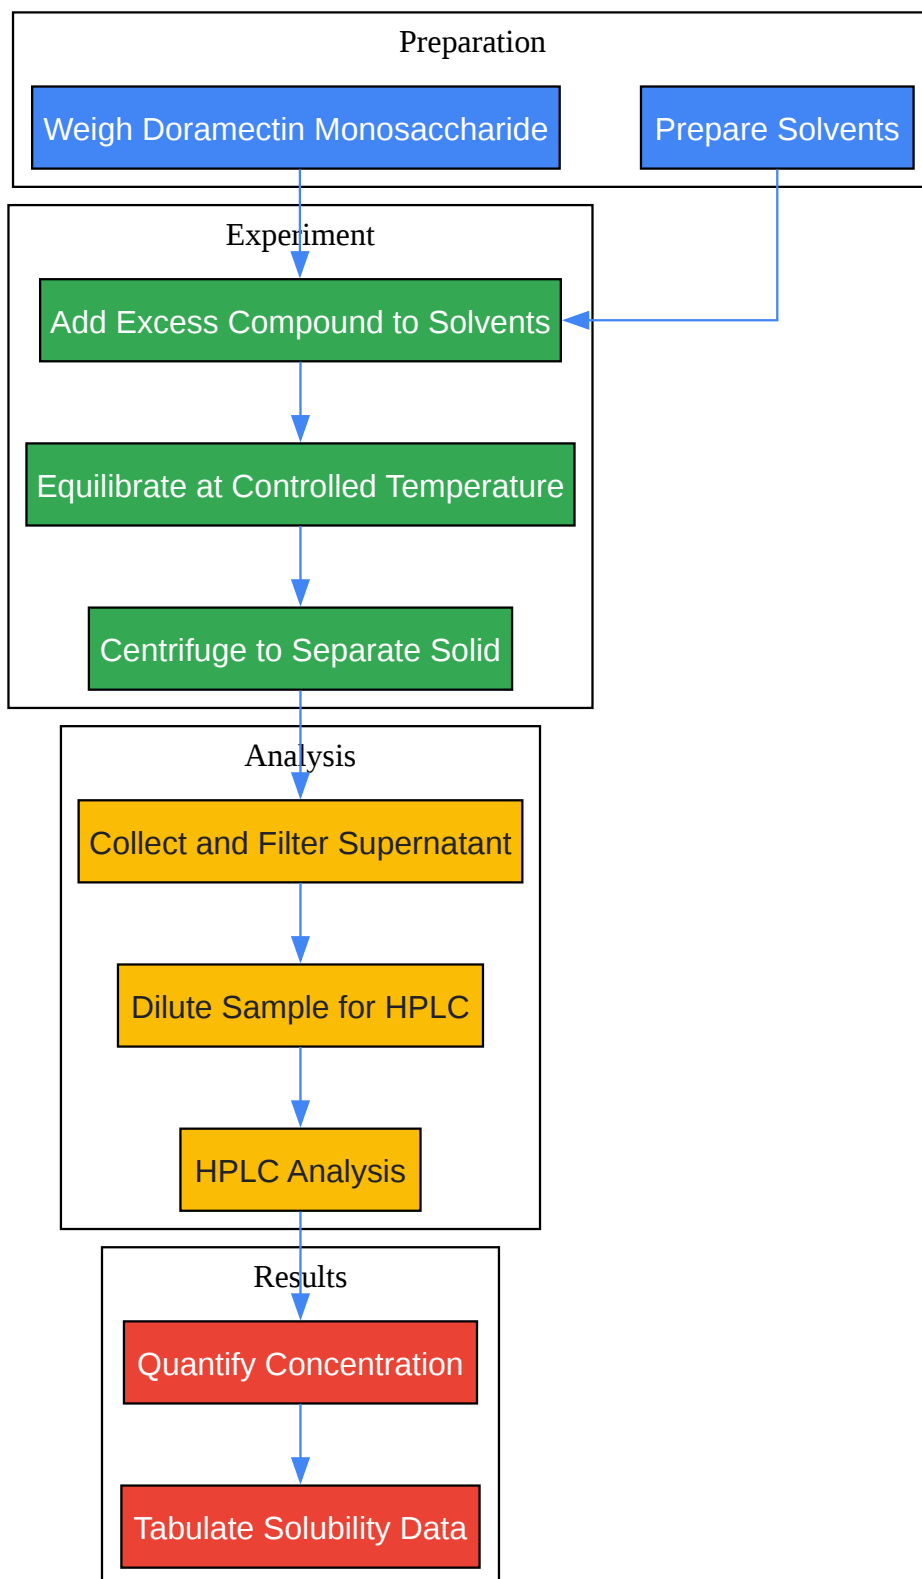 Preparation
Weigh Doramectin Monosaccharide
Prepare Solvents
Experiment
Add Excess Compound to Solvents
Equilibrate at Controlled Temperature
Centrifuge to Separate Solid
Analysis
Collect and Filter Supernatant
Dilute Sample for HPLC
HPLC Analysis
Results
Quantify Concentration
Tabulate Solubility Data